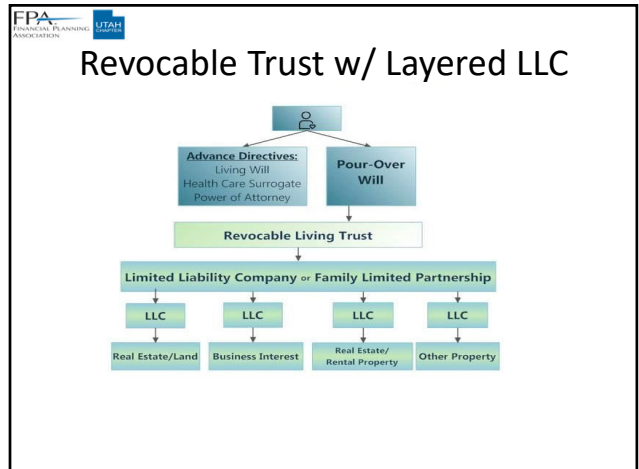 FPA.
FINANCIAL PLANNING
ASSOCIATION
UTAH
CHAPTER
Revocable Trust w/ Layered LLC
Advance Directives:
Living Will
Health Care Surrogate
Power of Attorney
Pour-Over
Will
Revocable Living Trust
Limited Liability Company or Family Limited Partnership
LLC LLC LLC LLC
Real Estate/Land
Business Interest
Real Estate/
Rental Property
Other Property